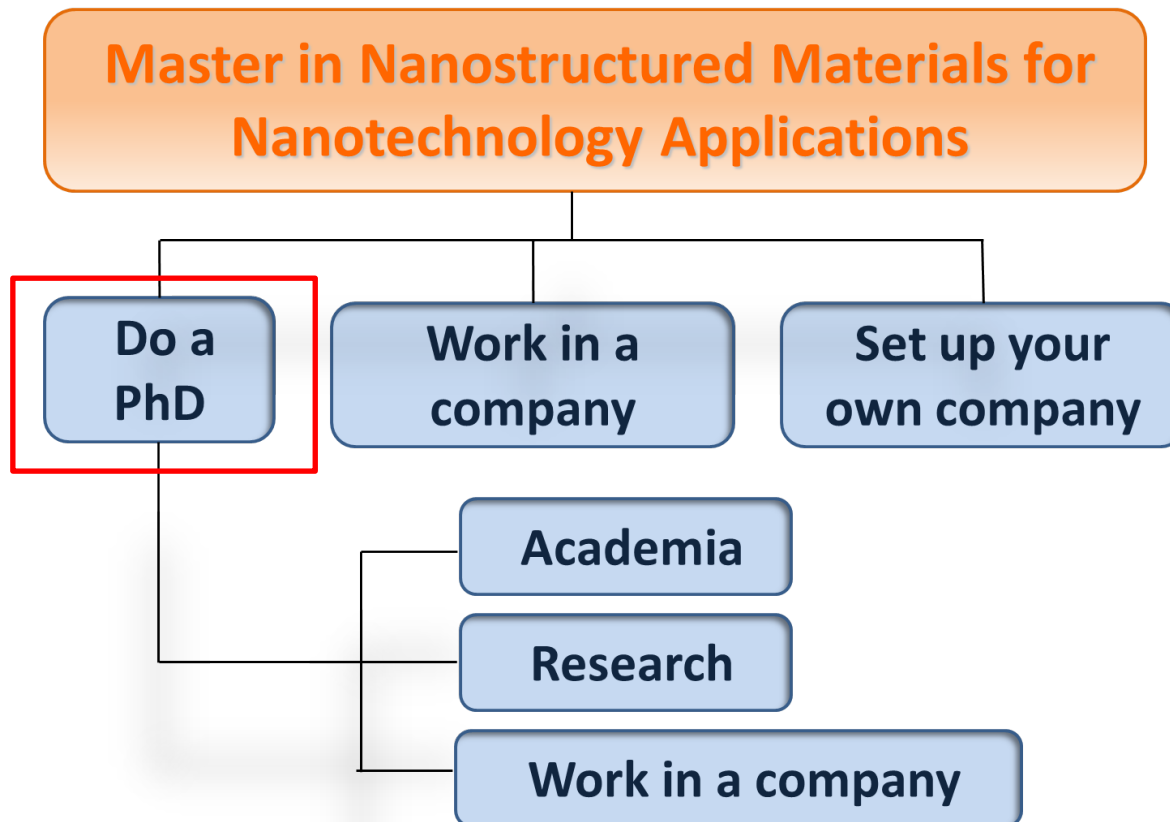 Master in Nanostructured Materials for
Nanotechnology Applications
Do a
PhD
Work in a
company
Set up your
own company
Academia
Research
Work in a company